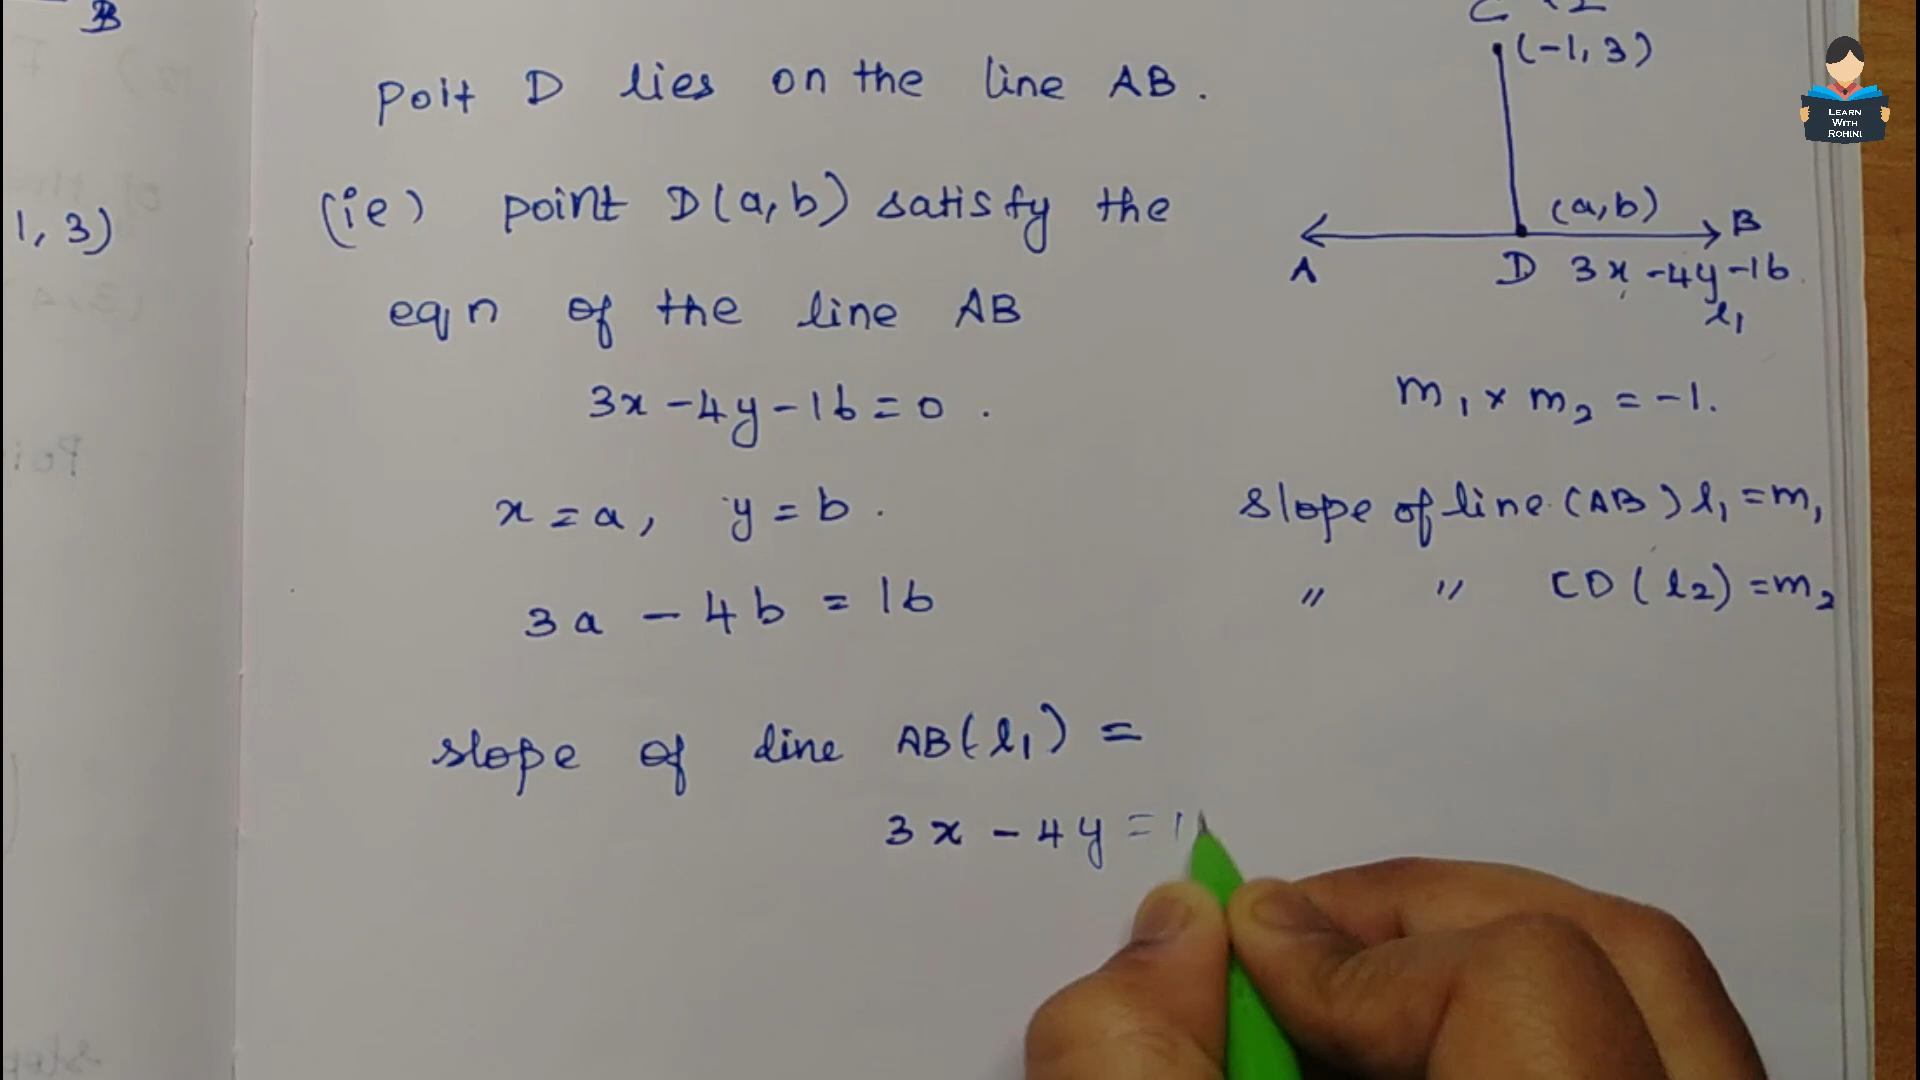 B
1, 3)
poit D lies on the line AB.
(ie) point D(a,b) satisfy the
eqn of the line AB
3x - 4y - 16 = 0.
x = a, y = b.
3a - 4b = 16
slope of line AB(l1) =
3x - 4y = 1
(-1, 3)
(a,b) B
A D 3x - 4y - 16
l1
m1 × m2 = -1.
slope of line (AB) l1 = m1
" " CD (l2) = m2
LEARN
WITH
ROHINI